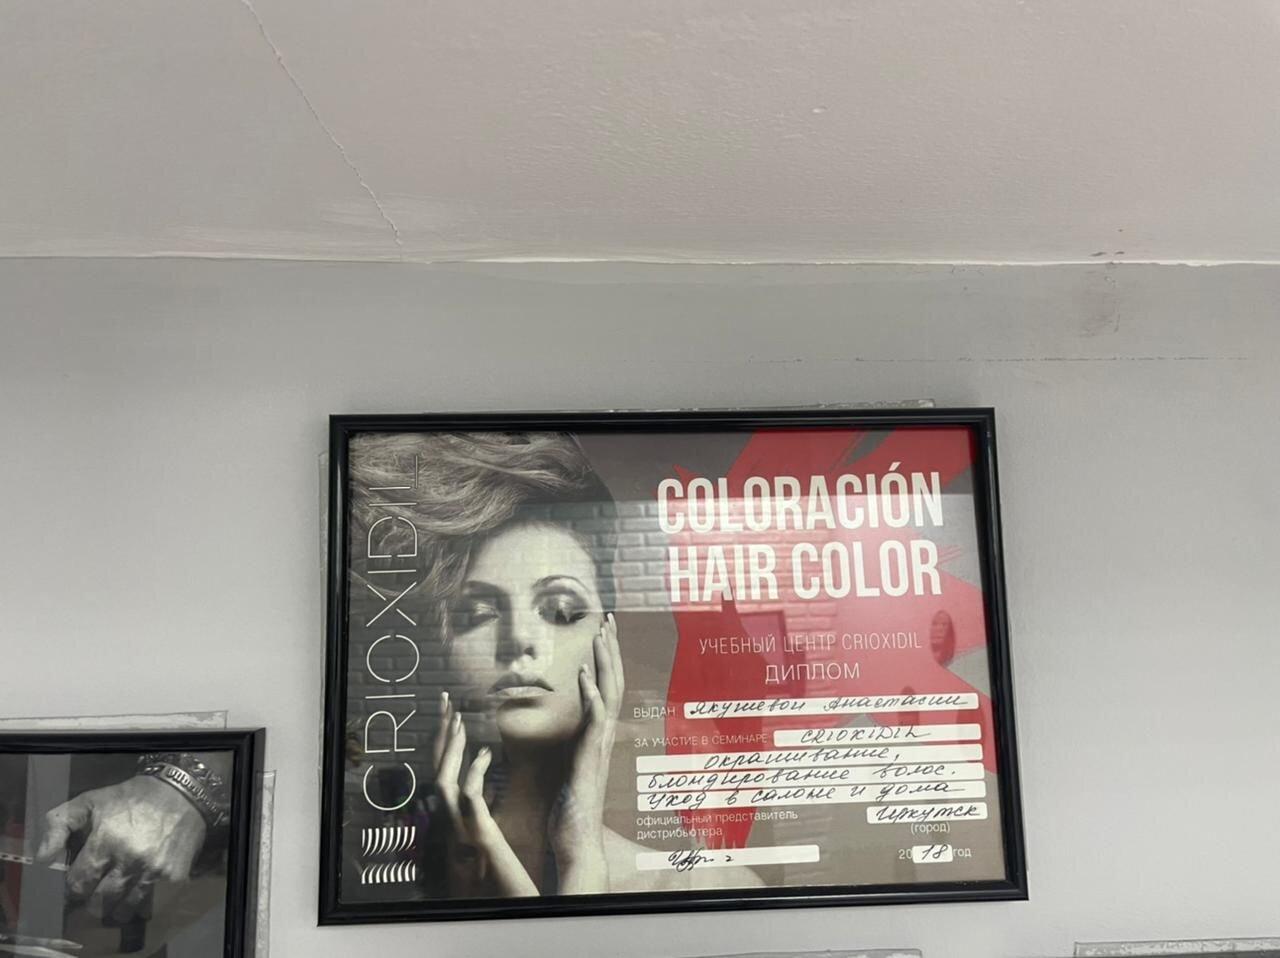 CRIOXIDIL
COLORACIÓN
HAIR COLOR
УЧЕБНЫЙ ЦЕНТР CRIOXIDIL
ДИПЛОМ
ВЫДАН Якушевой Анастасии
ЗА УЧАСТИЕ В СЕМИНАРЕ CRIOXIDIL
окрашивание,
блондирование волос.
Уход в салоне и дома
официальный представитель
дистрибьютера
Иркутск
(город)
2018 год